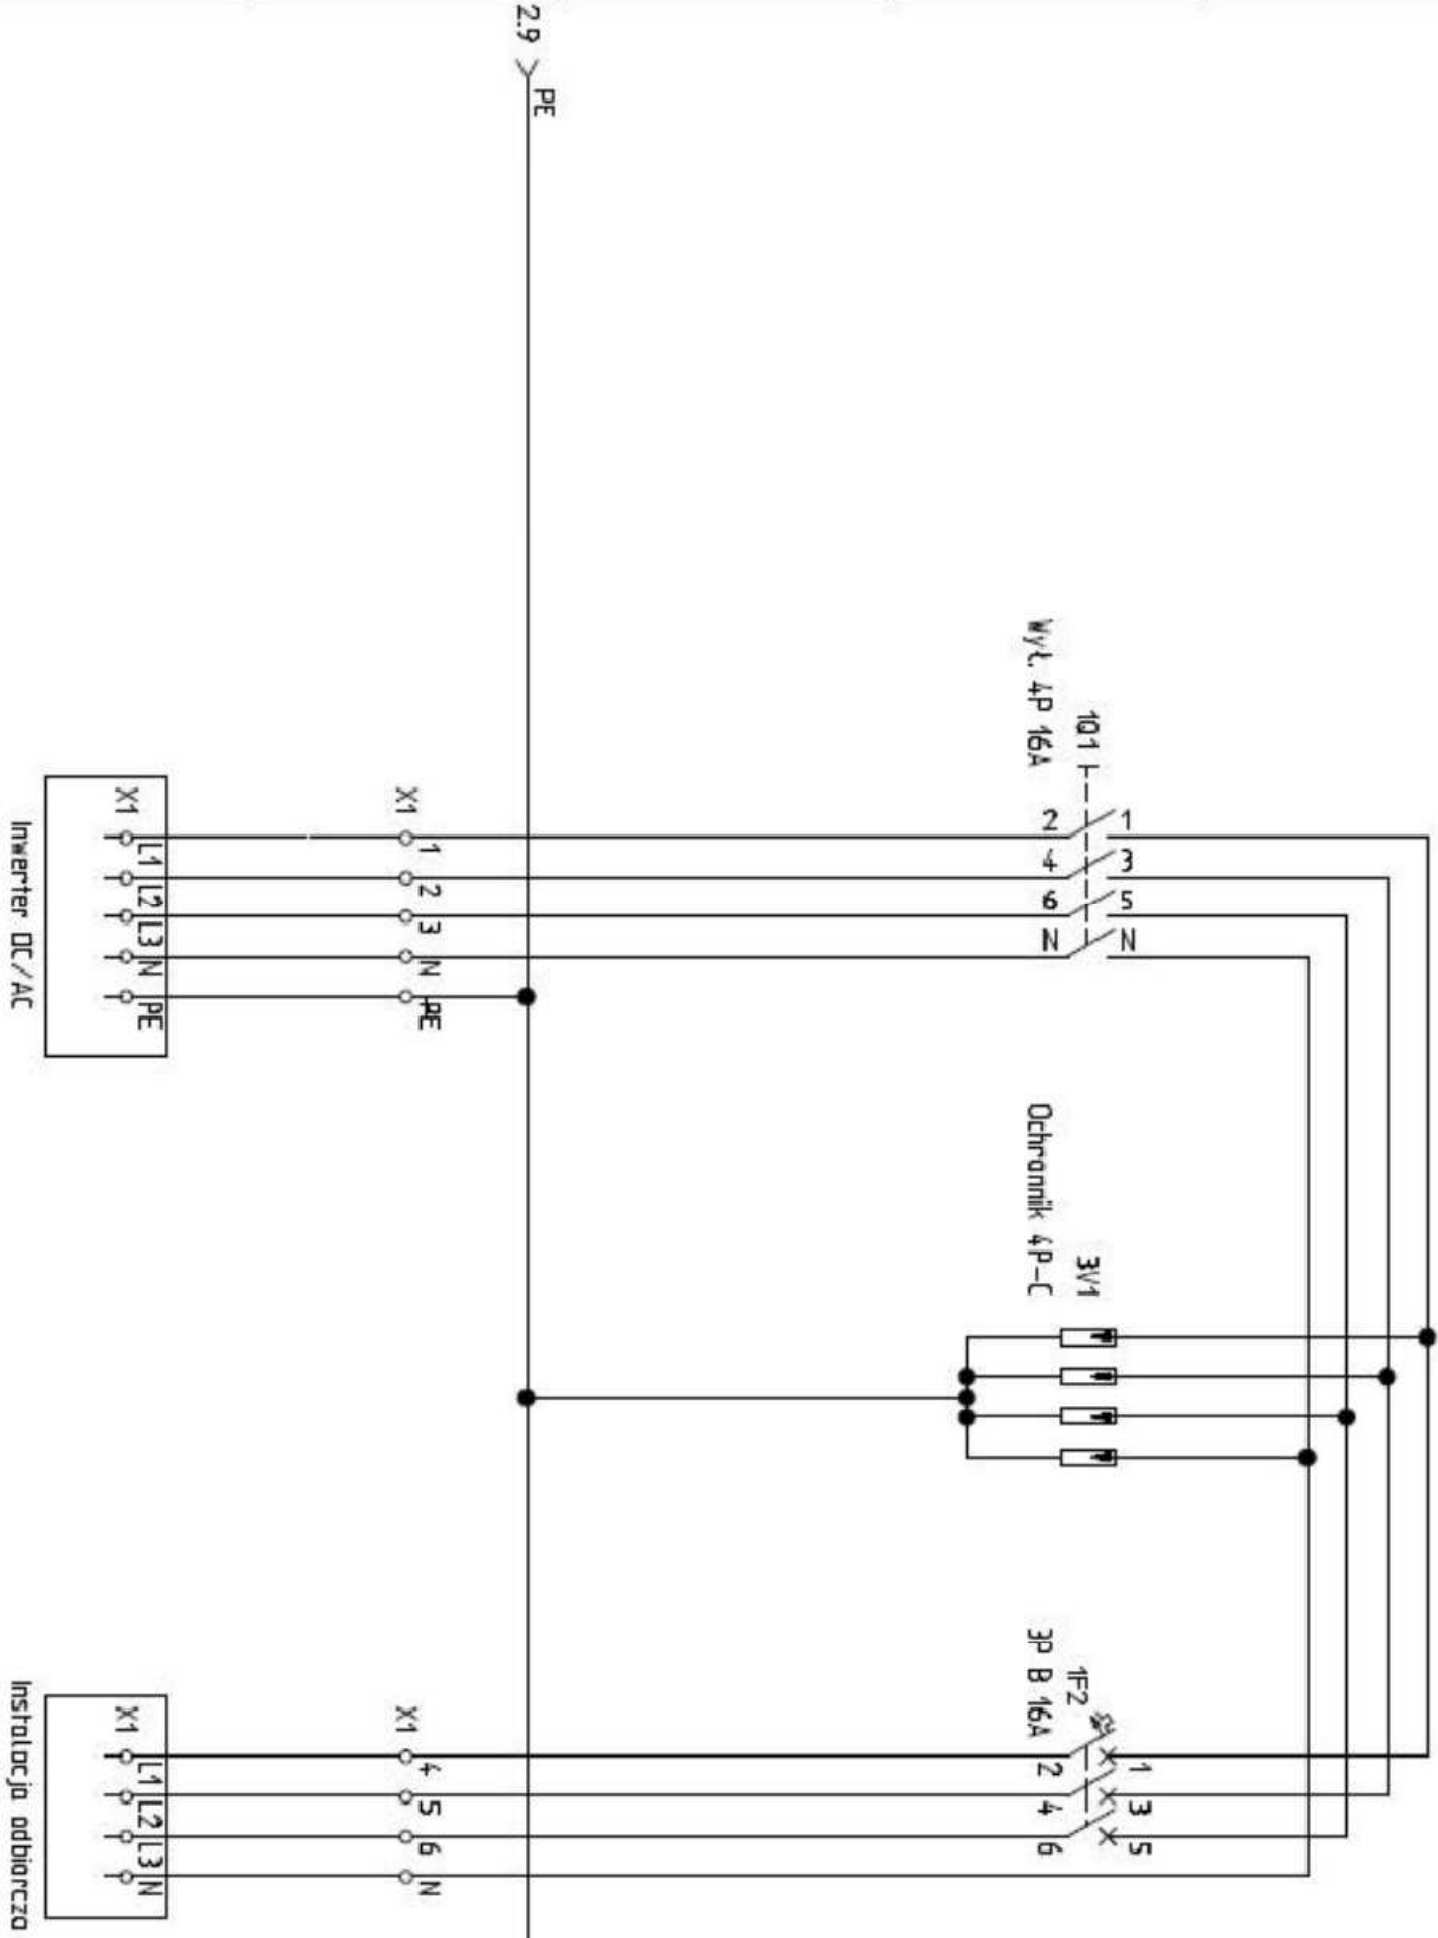 1 3 5 N
1 3 5
1Q1
3V1
1F2
Wył. 4P 16A
2 4 6 N
Ochronnik 4P-C
3P B 16A
2 4 6
PE
2.9
X1 1 2 3 N PE
X1 4 5 6 N
X1 L1 L2 L3 N PE
X1 L1 L2 L3 N
Inwerter DC/AC
Instalacja odbiorcza